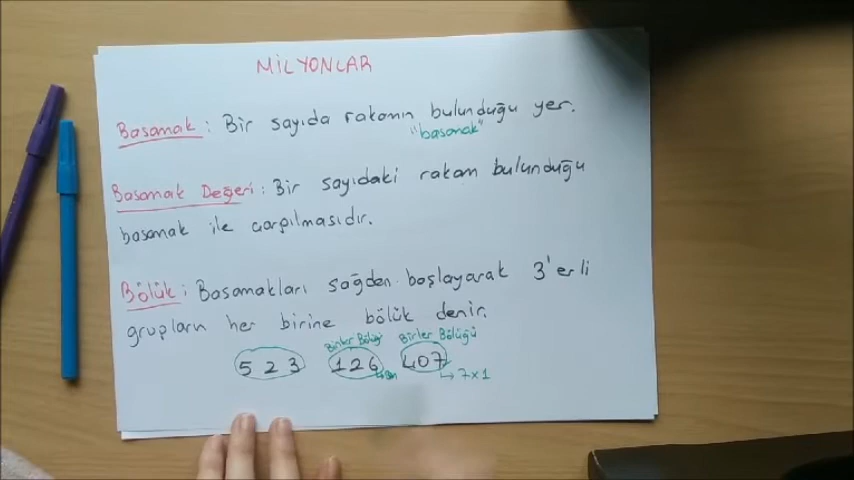 MİLYONLAR
Basamak : Bir sayıda rakamın bulunduğu yer.
"basamak"
Basamak Değeri : Bir sayıdaki rakam bulunduğu
basamak ile çarpılmasıdır.
Bölük : Basamakları sağdan başlayarak 3'erli
grupların her birine bölük denir.
Binler Bölüğü Birler Bölüğü
523 126 407
↳ 7x1